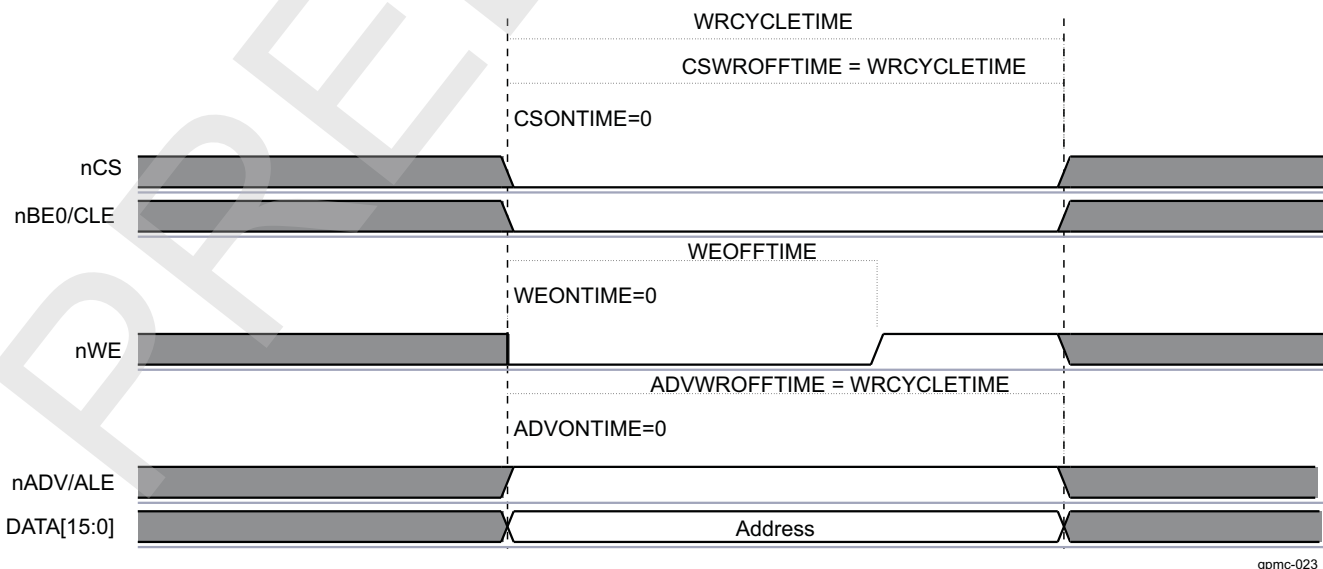 WRCYCLETIME
CSWROFFTIME = WRCYCLETIME
CSONTIME=0
nCS
nBE0/CLE
WEOFFTIME
WEONTIME=0
nWE
ADVWROFFTIME = WRCYCLETIME
ADVONTIME=0
nADV/ALE
DATA[15:0]
Address
gpmc-023